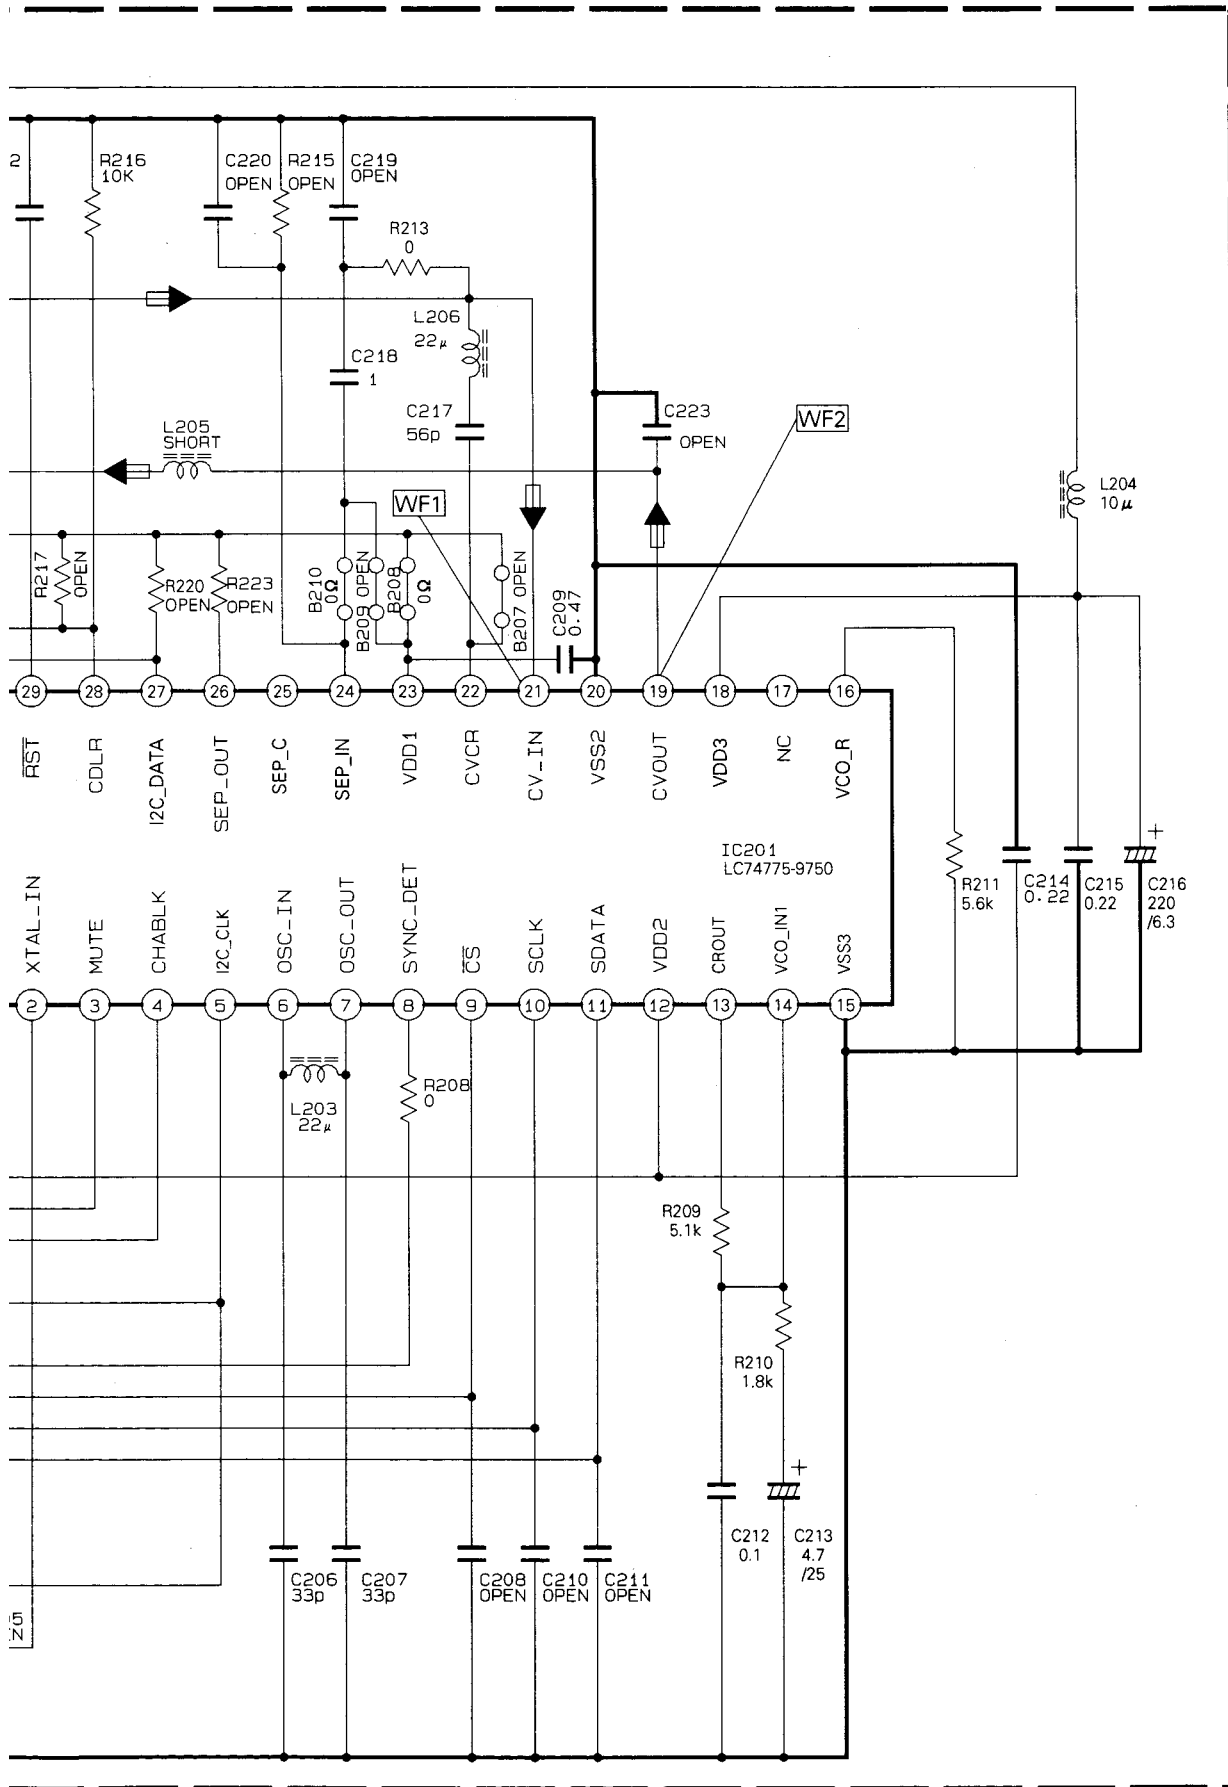 2
R216
10K
C220
OPEN
R215
OPEN
C219
OPEN
R213
0
L206
22μ
C218
1
C217
56p
C223
OPEN
WF2
L205
SHORT
L204
10μ
WF1
R217
OPEN
R220
OPEN
R223
OPEN
B210
0Ω
B209
OPEN
B208
0Ω
B207
OPEN
C209
0.47
29
28
27
26
25
24
23
22
21
20
19
18
17
16
RST
CDLR
I2C_DATA
SEP_OUT
SEP_C
SEP_IN
VDD1
CVCR
CV_IN
VSS2
CVOUT
VDD3
NC
VCO_R
IC201
LC74775-9750
R211
5.6k
C214
0.22
C215
0.22
+
C216
220
/6.3
XTAL_IN
MUTE
CHABLK
I2C_CLK
OSC_IN
OSC_OUT
SYNC_DET
CS
SCLK
SDATA
VDD2
CROUT
VCO_IN1
VSS3
2
3
4
5
6
7
8
9
10
11
12
13
14
15
L203
22μ
R208
0
R209
5.1k
R210
1.8k
+
C212
0.1
C213
4.7
/25
C206
33p
C207
33p
C208
OPEN
C210
OPEN
C211
OPEN